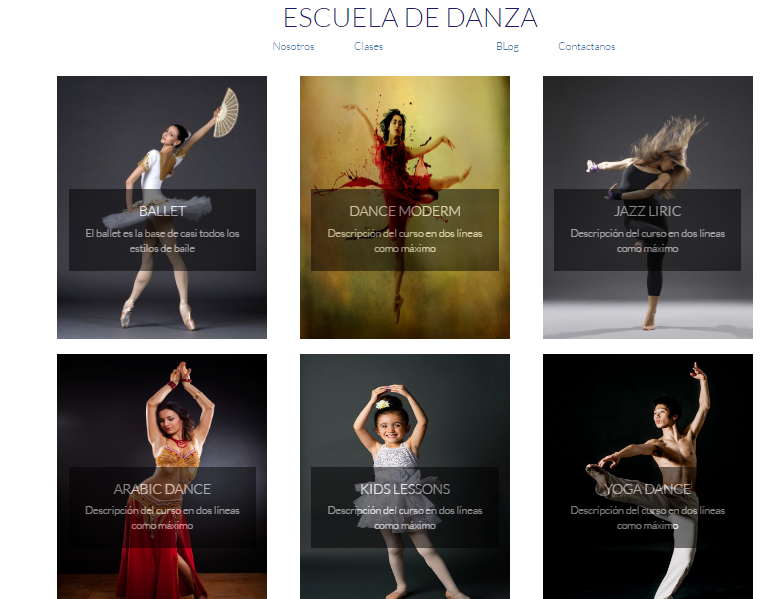 ESCUELA DE DANZA
Nosotros Clases BLog Contactanos
BALLET
El ballet es la base de casi todos los
estilos de baile
DANCE MODERM
Descripción del curso en dos líneas
como máximo
JAZZ LIRIC
Descripción del curso en dos líneas
como máximo
ARABIC DANCE
Descripción del curso en dos líneas
como máximo
KIDS LESSONS
Descripción del curso en dos líneas
como máximo
YOGA DANCE
Descripción del curso en dos líneas
como máximo